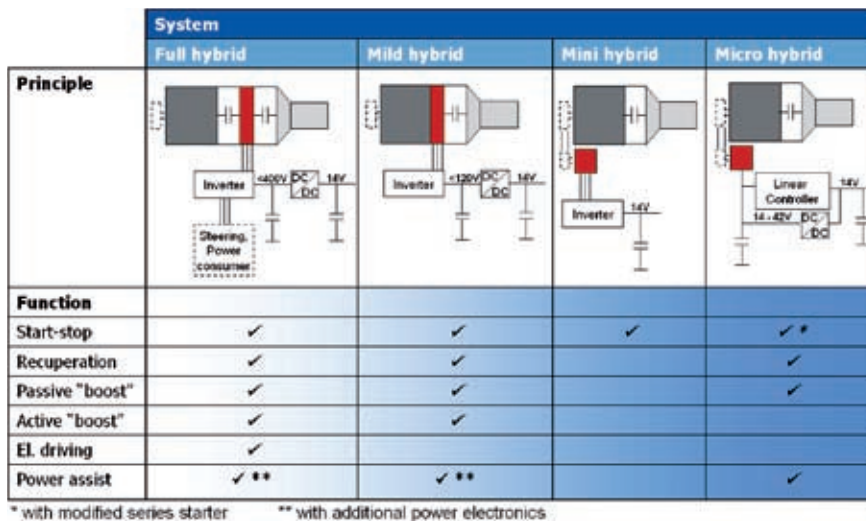 System
Full hybrid Mild hybrid Mini hybrid Micro hybrid
Principle
Inverter <400V DC/DC 14V
Steering, Power consumer
Inverter <120V DC/DC 14V
Inverter 14V
Linear Controller 14V
14 - 42V DC/DC
Function
Start-stop ✓ ✓ ✓ ✓ *
Recuperation ✓ ✓ ✓
Passive "boost" ✓ ✓ ✓
Active "boost" ✓ ✓
El. driving ✓
Power assist ✓ ** ✓ ** ✓
* with modified series starter ** with additional power electronics